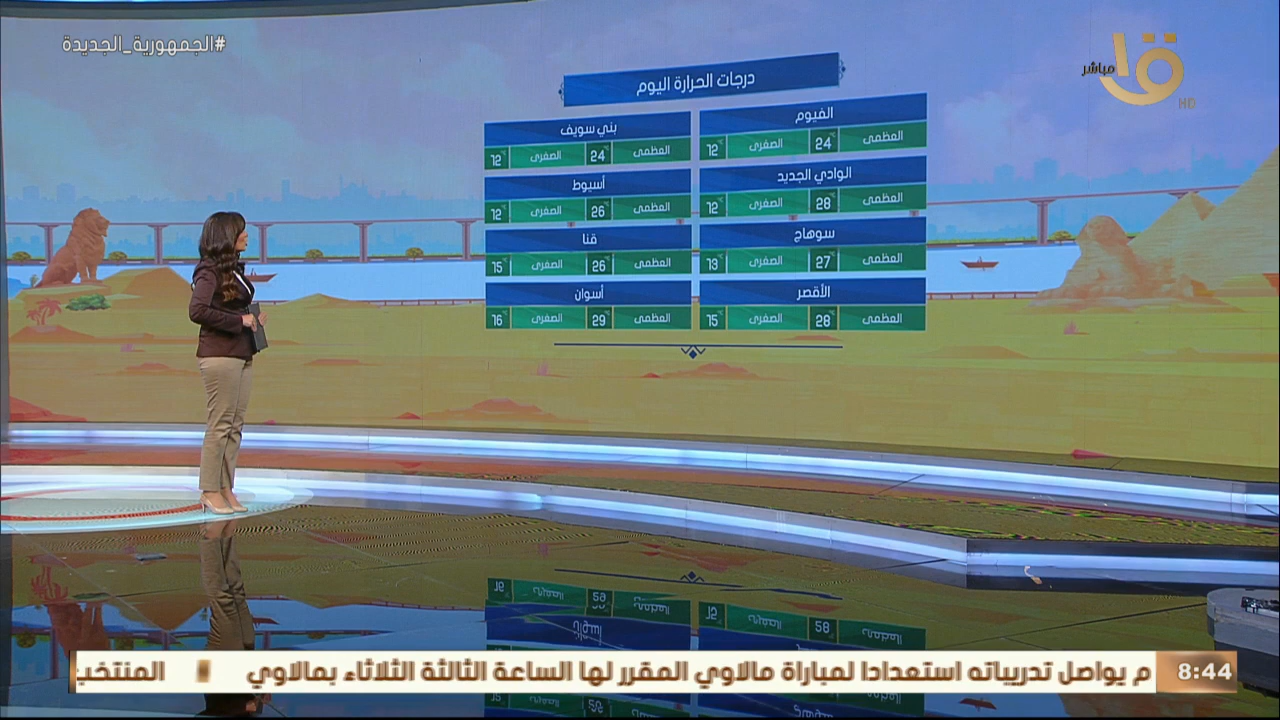 #الجمهورية_الجديدة
مباشر
HD
درجات الحرارة اليوم
الفيوم
العظمى 24 الصغرى 12
بني سويف
العظمى 24 الصغرى 12
الوادي الجديد
العظمى 28 الصغرى 12
أسيوط
العظمى 26 الصغرى 12
سوهاج
العظمى 27 الصغرى 13
قنا
العظمى 26 الصغرى 15
الأقصر
العظمى 28 الصغرى 15
أسوان
العظمى 29 الصغرى 16
8:44
م يواصل تدريباته استعدادا لمباراة مالاوي المقرر لها الساعة الثالثة الثلاثاء بمالاوي المنتخب